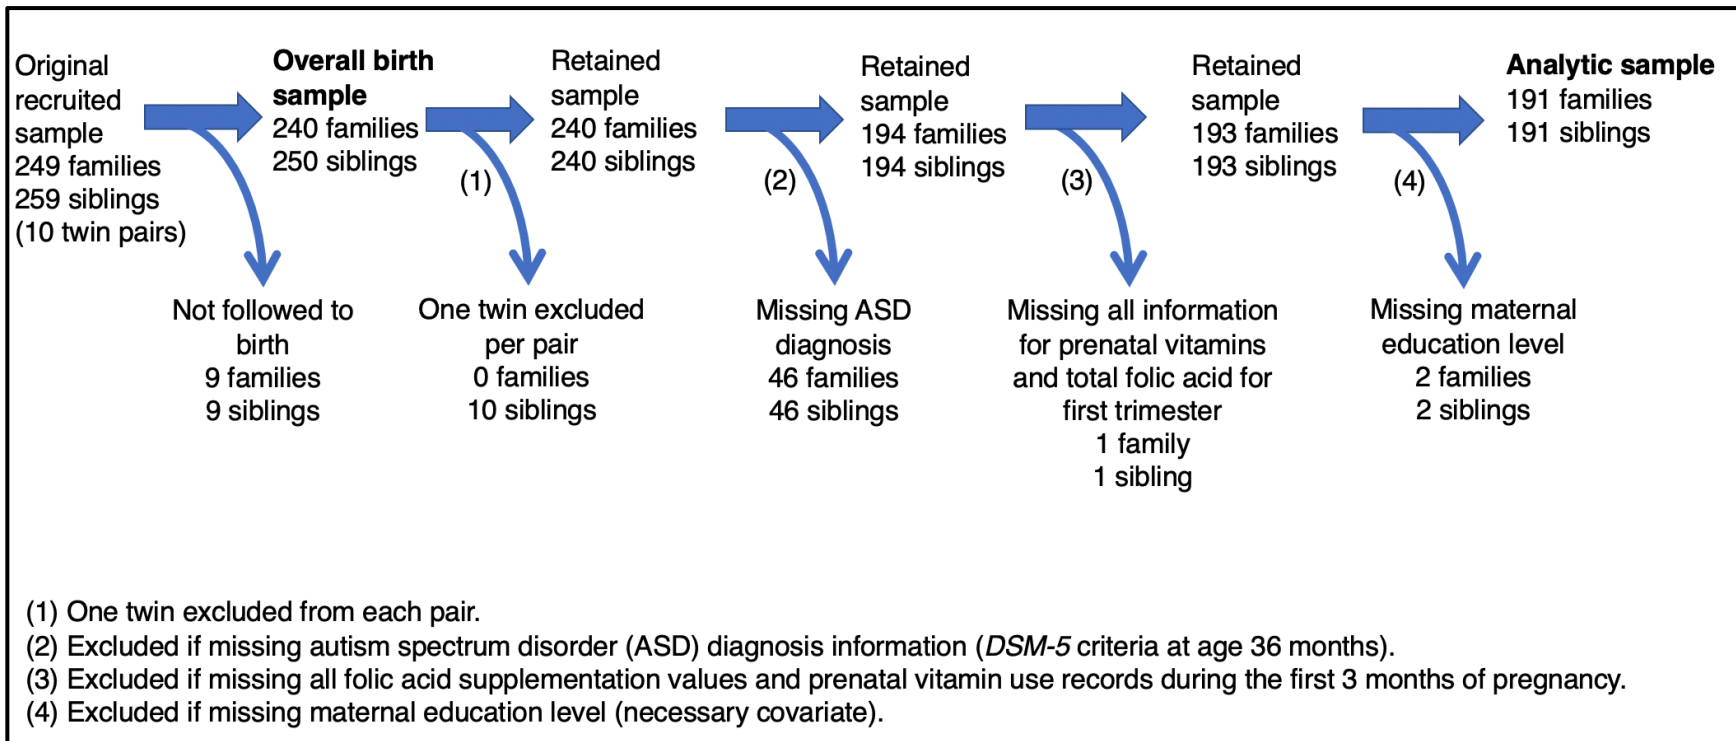 Original
recruited
sample
249 families
259 siblings
(10 twin pairs)
Overall birth
sample
240 families
250 siblings
Retained
sample
240 families
240 siblings
Retained
sample
194 families
194 siblings
Retained
sample
193 families
193 siblings
Analytic sample
191 families
191 siblings
(1)
(2)
(3)
(4)
Not followed to
birth
9 families
9 siblings
One twin excluded
per pair
0 families
10 siblings
Missing ASD
diagnosis
46 families
46 siblings
Missing all information
for prenatal vitamins
and total folic acid for
first trimester
1 family
1 sibling
Missing maternal
education level
2 families
2 siblings
(1) One twin excluded from each pair.
(2) Excluded if missing autism spectrum disorder (ASD) diagnosis information (DSM-5 criteria at age 36 months).
(3) Excluded if missing all folic acid supplementation values and prenatal vitamin use records during the first 3 months of pregnancy.
(4) Excluded if missing maternal education level (necessary covariate).